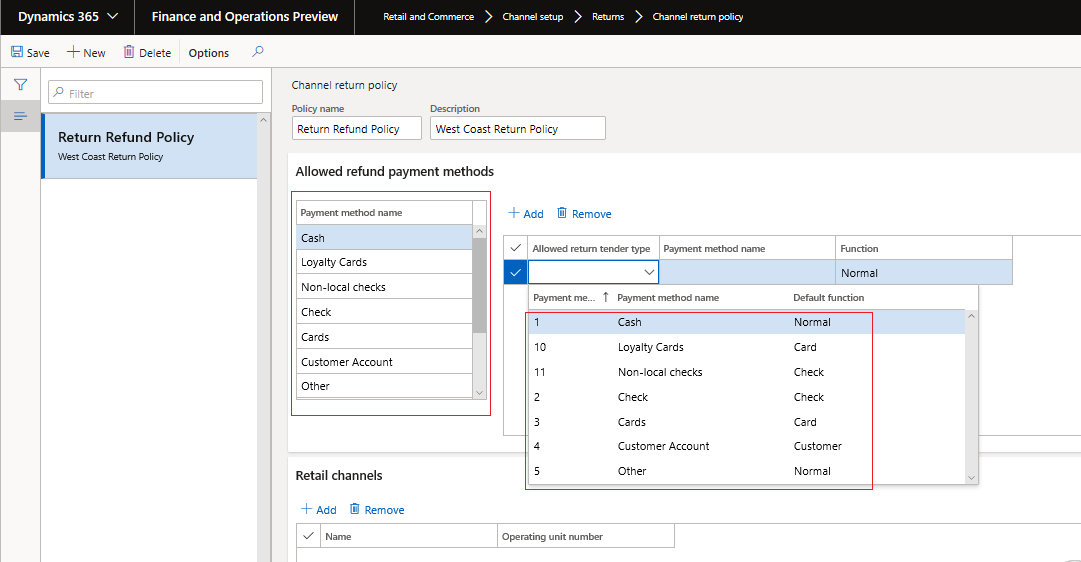 Dynamics 365 Finance and Operations Preview Retail and Commerce Channel setup Returns Channel return policy
Save New Delete Options
Filter
Return Refund Policy
West Coast Return Policy
Channel return policy
Policy name Description
Return Refund Policy West Coast Return Policy
Allowed refund payment methods
Payment method name
Cash
Loyalty Cards
Non-local checks
Check
Cards
Customer Account
Other
Add Remove
Allowed return tender type Payment method name Function
Normal
Payment me... Payment method name Default function
1 Cash Normal
10 Loyalty Cards Card
11 Non-local checks Check
2 Check Check
3 Cards Card
4 Customer Account Customer
5 Other Normal
Retail channels
Add Remove
Name Operating unit number